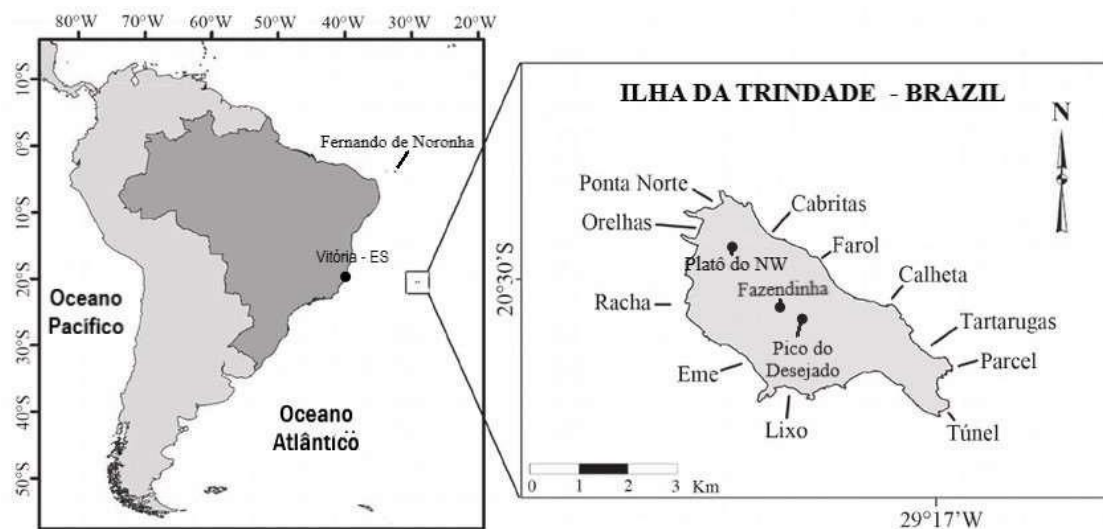 80°W 70°W 60°W 50°W 40°W 30°W 20°W
10°S
0°S
10°S
20°S
30°S
40°S
50°S
Fernando de Noronha
Vitória - ES
Oceano
Pacífico
Oceano
Atlântico
ILHA DA TRINDADE - BRAZIL
N
Ponta Norte
Orelhas
Cabritas
Farol
Platô do NW
Fazendinha
Calheta
Racha
Tartarugas
Pico do
Desejado
Parcel
Eme
Lixo
Túnel
0 1 2 3 Km
20°30'S
29°17'W